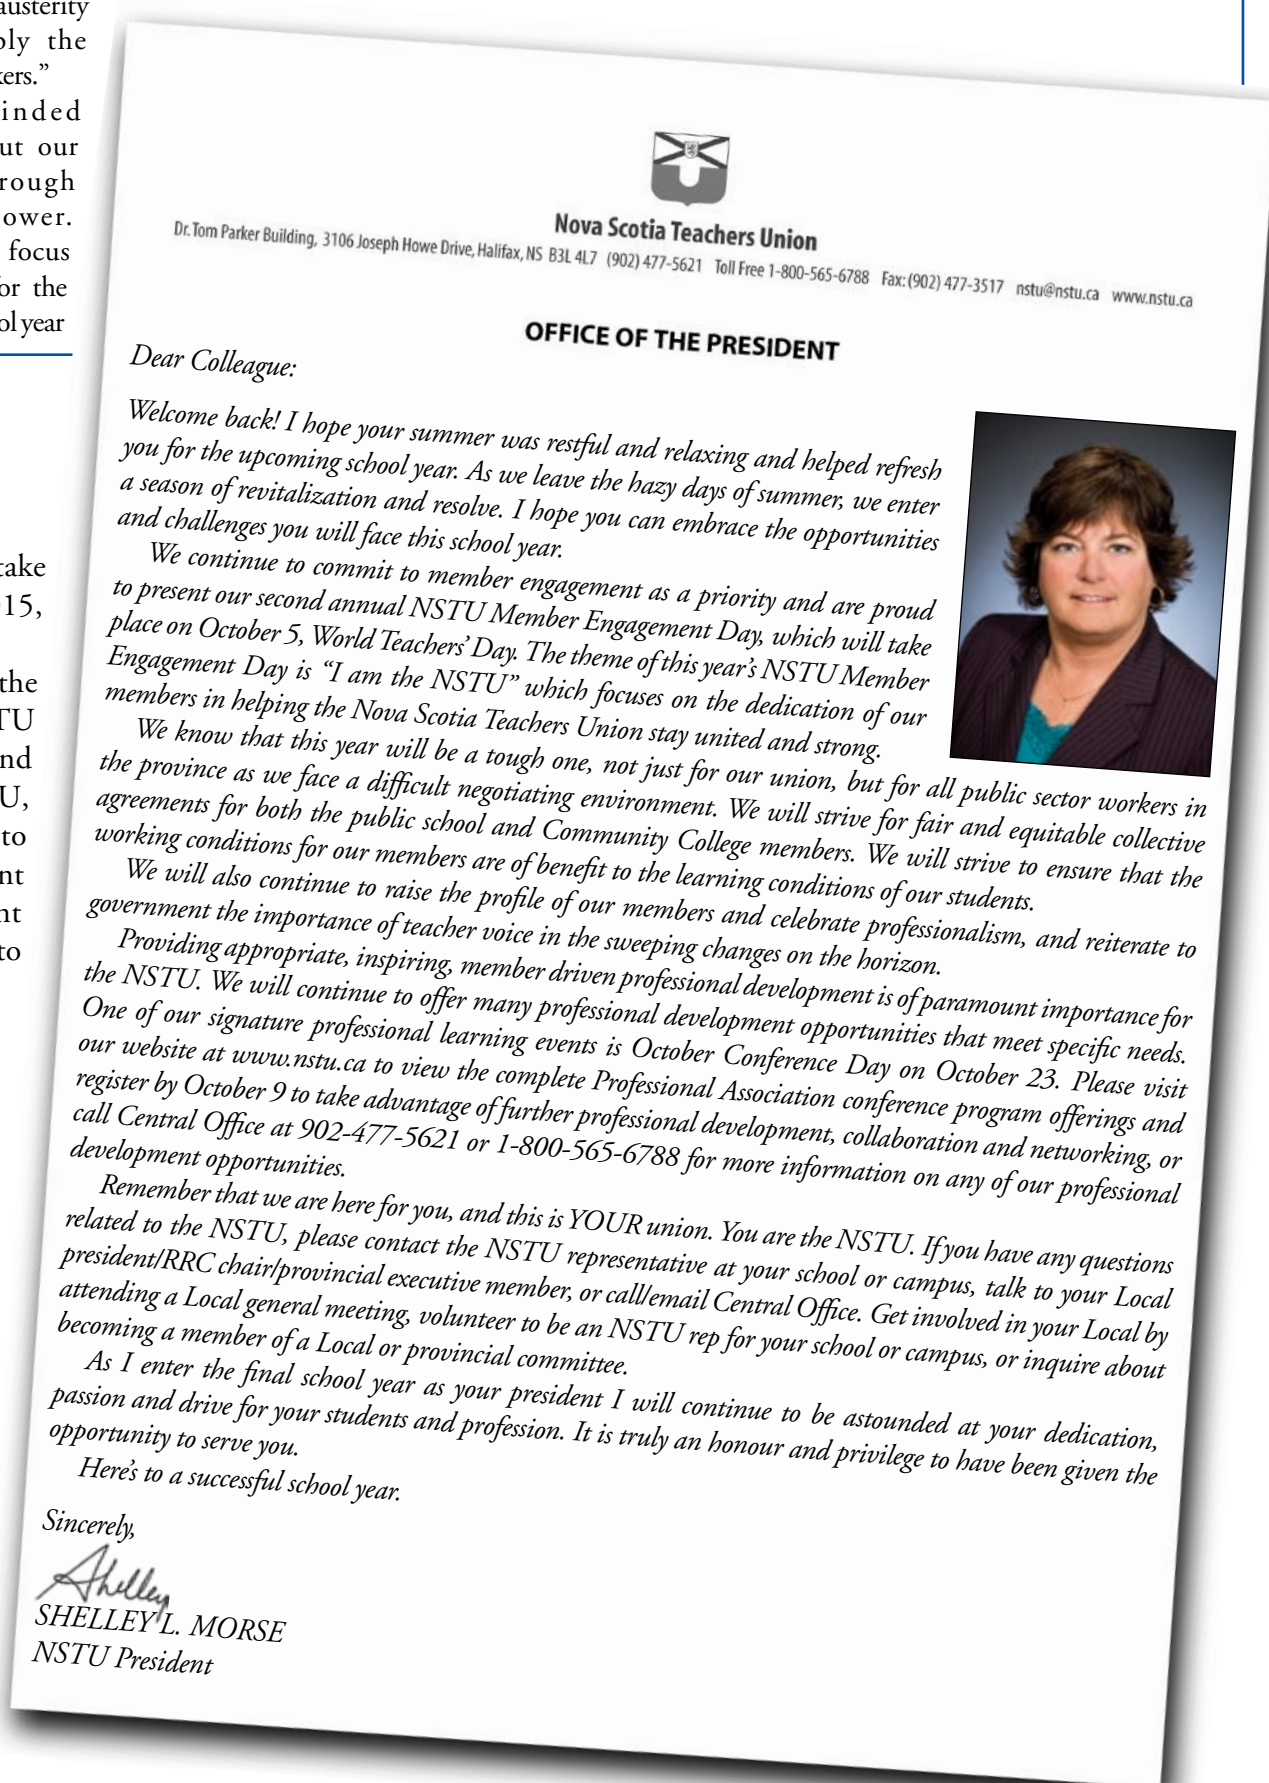 austerity
the
kers.”
inded
ut our
rough
ower.
focus
for the
ol year
take
15,
the
TU
nd
U,
to
nt
nt
to
Nova Scotia Teachers Union
Dr. Tom Parker Building, 3106 Joseph Howe Drive, Halifax, NS B3L 4L7 (902) 477-5621 Toll Free 1-800-565-6788 Fax: (902) 477-3517 nstu@nstu.ca www.nstu.ca
OFFICE OF THE PRESIDENT
Dear Colleague:
Welcome back! I hope your summer was restful and relaxing and helped refresh
you for the upcoming school year. As we leave the hazy days of summer, we enter
a season of revitalization and resolve. I hope you can embrace the opportunities
and challenges you will face this school year.
We continue to commit to member engagement as a priority and are proud
to present our second annual NSTU Member Engagement Day, which will take
place on October 5, World Teachers’ Day. The theme of this year’s NSTU Member
Engagement Day is “I am the NSTU” which focuses on the dedication of our
members in helping the Nova Scotia Teachers Union stay united and strong.
We know that this year will be a tough one, not just for our union, but for all public sector workers in
the province as we face a difficult negotiating environment. We will strive for fair and equitable collective
agreements for both the public school and Community College members. We will strive to ensure that the
working conditions for our members are of benefit to the learning conditions of our students.
We will also continue to raise the profile of our members and celebrate professionalism, and reiterate to
government the importance of teacher voice in the sweeping changes on the horizon.
Providing appropriate, inspiring, member driven professional development is of paramount importance for
the NSTU. We will continue to offer many professional development opportunities that meet specific needs.
One of our signature professional learning events is October Conference Day on October 23. Please visit
our website at www.nstu.ca to view the complete Professional Association conference program offerings and
register by October 9 to take advantage of further professional development, collaboration and networking, or
call Central Office at 902-477-5621 or 1-800-565-6788 for more information on any of our professional
development opportunities.
Remember that we are here for you, and this is YOUR union. You are the NSTU. If you have any questions
related to the NSTU, please contact the NSTU representative at your school or campus, talk to your Local
president/RRC chair/provincial executive member, or call/email Central Office. Get involved in your Local by
attending a Local general meeting, volunteer to be an NSTU rep for your school or campus, or inquire about
becoming a member of a Local or provincial committee.
As I enter the final school year as your president I will continue to be astounded at your dedication,
passion and drive for your students and profession. It is truly an honour and privilege to have been given the
opportunity to serve you.
Here’s to a successful school year.
Sincerely,
Shelley
SHELLEY L. MORSE
NSTU President